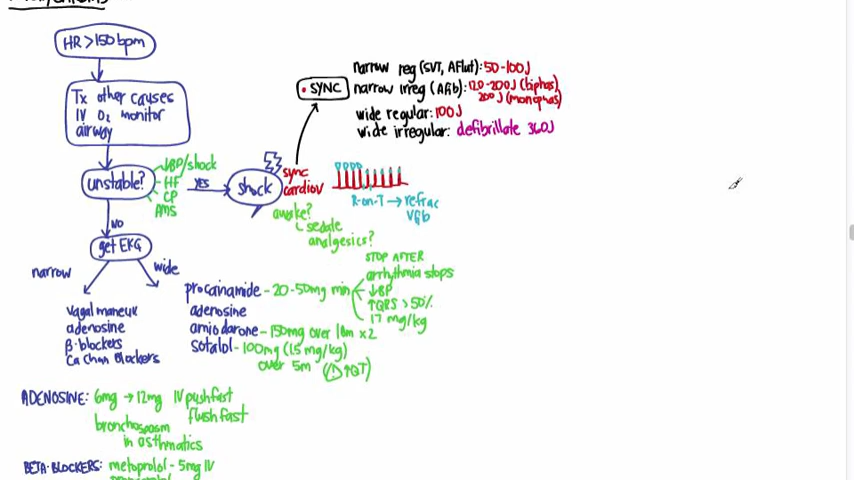 HR >150 bpm
Tx other causes
IV O₂ monitor
airway
unstable?
↓BP/shock
HF
CP
AMS
YES
shock
sync
cardiov
SYNC
narrow reg (SVT, AFlut): 50-100J
narrow irreg (Afib): 120-200J (biphas),
200J (monophas)
wide regular: 100J
wide irregular: defibrillate 360J
R-on-T → refrac
Vfib
awake?
sedate
analgesics?
NO
get EKG
narrow
wide
vagal maneuv
adenosine
β-blockers
Ca Chan Blockers
procainamide - 20-50mg min
STOP AFTER
arrhythmia stops
↓BP
↑QRS >50%
17 mg/kg
adenosine
amiodarone - 150mg over 10m x2
sotalol - 100mg (1.5 mg/kg)
over 5m (⚠ ↑QT)
ADENOSINE: 6mg → 12mg IV push fast
flush fast
bronchospasm
in asthmatics
BETA-BLOCKERS: metoprolol - 5mg IV